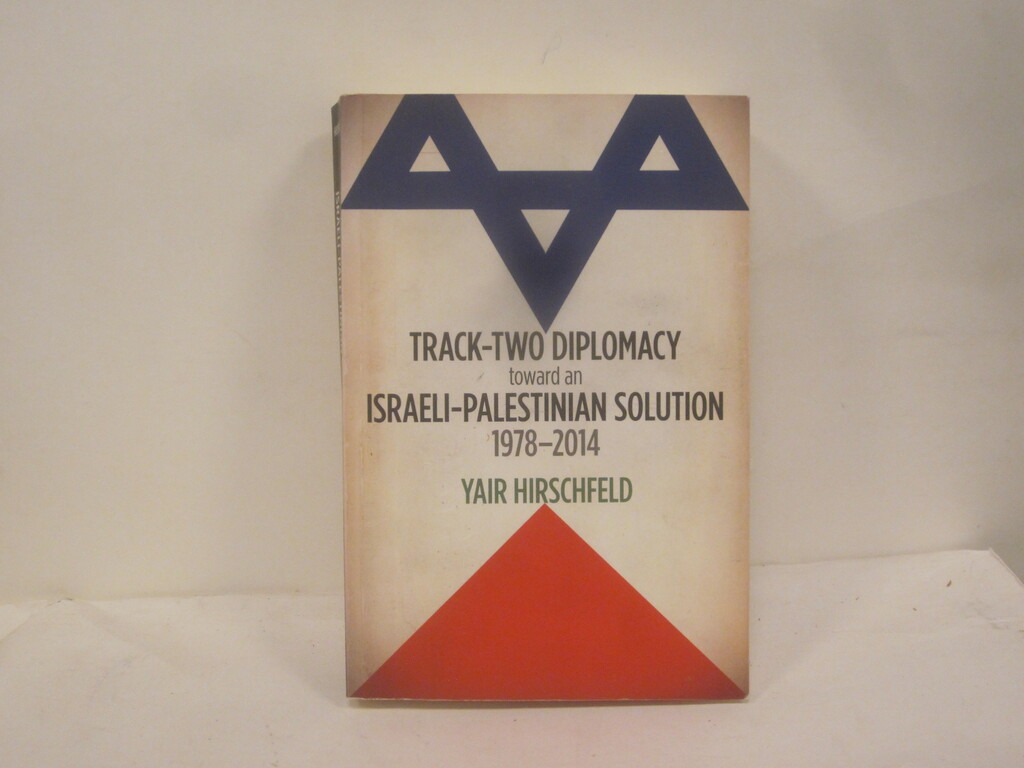 TRACK-TWO DIPLOMACY
toward an
ISRAELI-PALESTINIAN SOLUTION
1978–2014
YAIR HIRSCHFELD